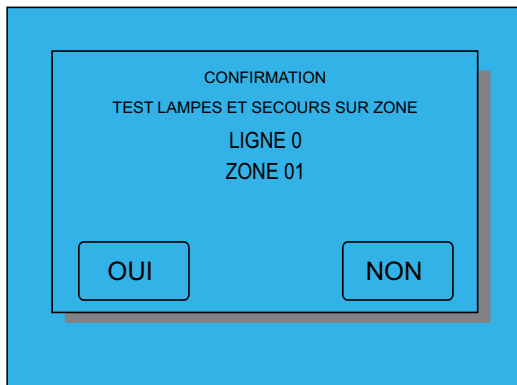 CONFIRMATION
TEST LAMPES ET SECOURS SUR ZONE
LIGNE 0
ZONE 01
OUI
NON